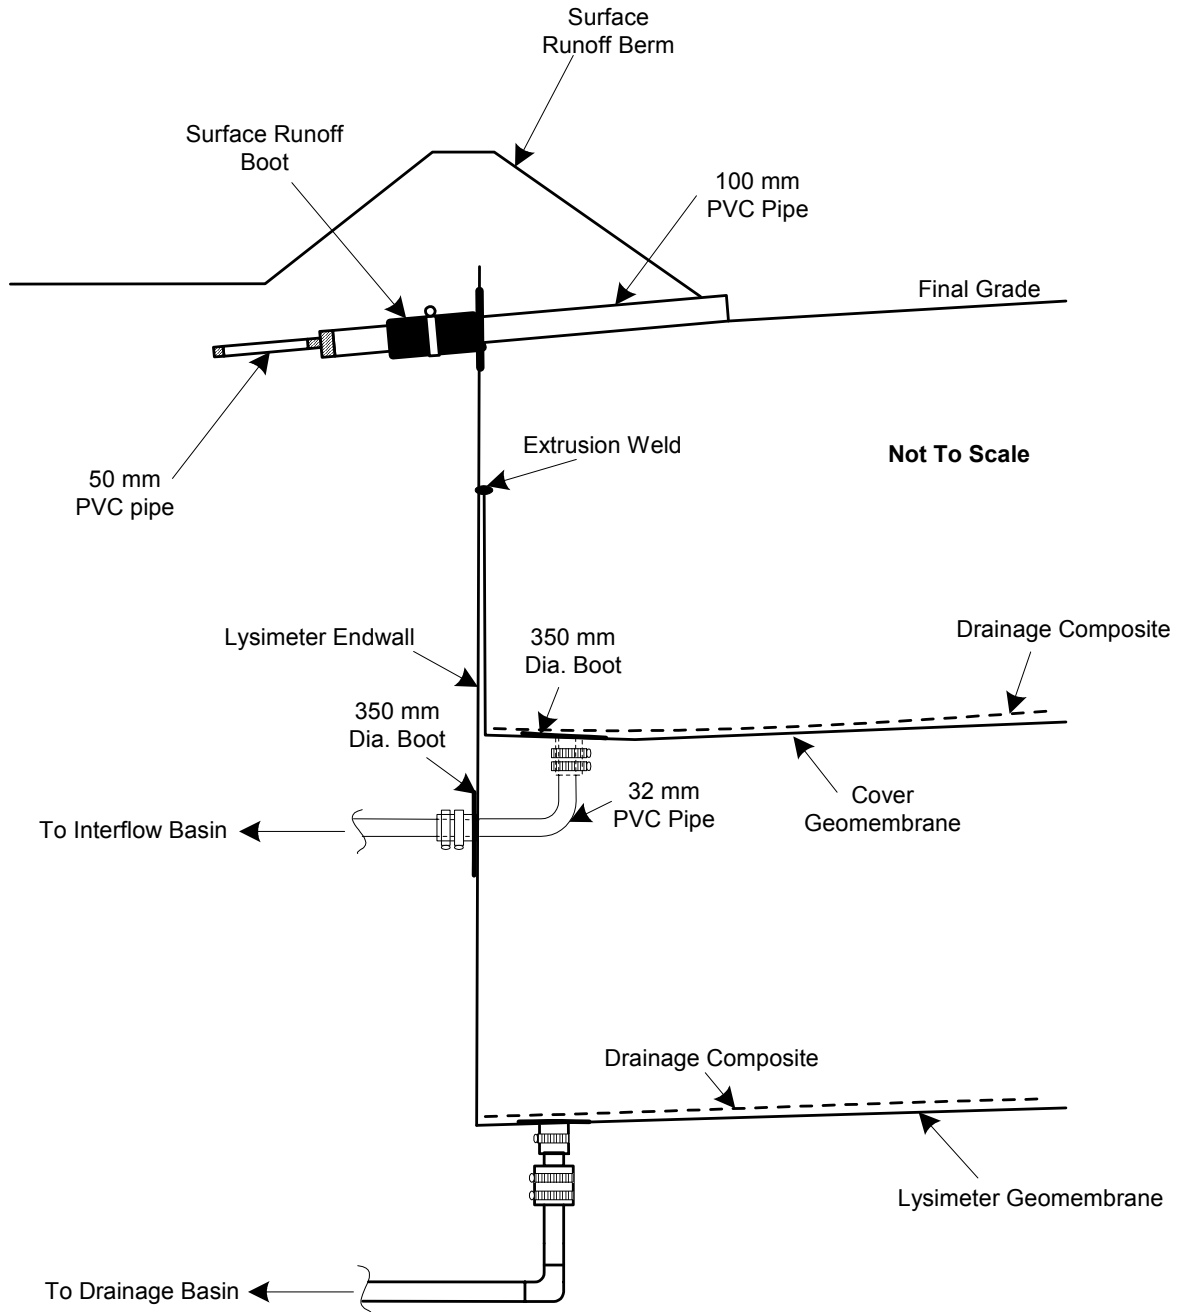 Surface
Runoff Berm
Surface Runoff
Boot
100 mm
PVC Pipe
Final Grade
50 mm
PVC pipe
Extrusion Weld
Not To Scale
Lysimeter Endwall
350 mm
Dia. Boot
Drainage Composite
350 mm
Dia. Boot
32 mm
PVC Pipe
Cover
Geomembrane
To Interflow Basin
Drainage Composite
Lysimeter Geomembrane
To Drainage Basin